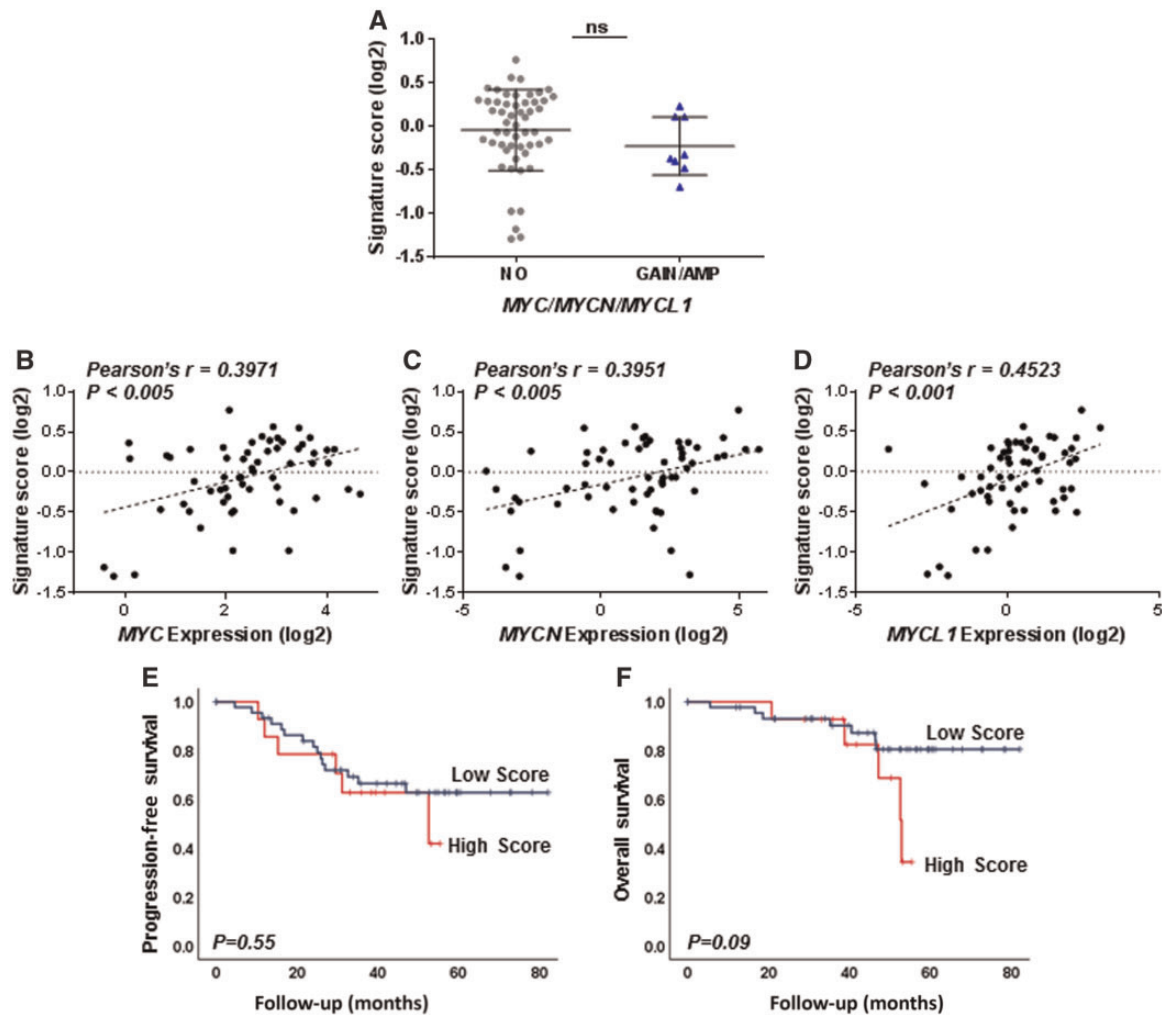 A
ns
Signature score (log2)
1.0
0.5
0.0
-0.5
-1.0
-1.5
NO
GAIN/AMP
MYC/MYCN/MYCL1
B
Pearson's r = 0.3971
P < 0.005
Signature score (log2)
1.0
0.5
0.0
-0.5
-1.0
-1.5
0
2
4
MYC Expression (log2)
C
Pearson's r = 0.3951
P < 0.005
Signature score (log2)
1.0
0.5
0.0
-0.5
-1.0
-1.5
-5
0
5
MYCN Expression (log2)
D
Pearson's r = 0.4523
P < 0.001
Signature score (log2)
1.0
0.5
0.0
-0.5
-1.0
-1.5
-5
0
5
MYCL1 Expression (log2)
E
Progression-free survival
1.0
0.8
0.6
0.4
0.2
0.0
Low Score
High Score
P=0.55
0
20
40
60
80
Follow-up (months)
F
Overall survival
1.0
0.8
0.6
0.4
0.2
0.0
Low Score
High Score
P=0.09
0
20
40
60
80
Follow-up (months)